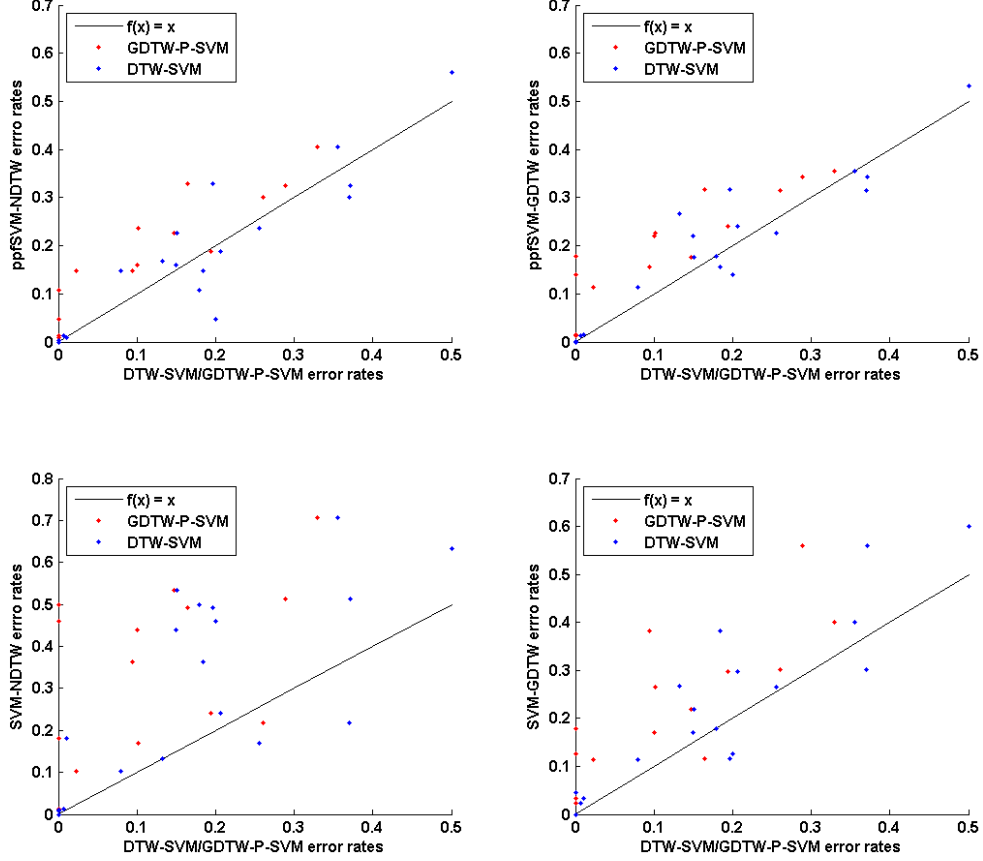 0.7
0.6
0.5
0.4
0.3
0.2
0.1
0
ppfSVM-NDTW errro rates
f(x) = x
GDTW-P-SVM
DTW-SVM
0 0.1 0.2 0.3 0.4 0.5
DTW-SVM/GDTW-P-SVM error rates
0.7
0.6
0.5
0.4
0.3
0.2
0.1
0
ppfSVM-GDTW errro rates
f(x) = x
GDTW-P-SVM
DTW-SVM
0 0.1 0.2 0.3 0.4 0.5
DTW-SVM/GDTW-P-SVM error rates
0.8
0.7
0.6
0.5
0.4
0.3
0.2
0.1
0
SVM-NDTW errro rates
f(x) = x
GDTW-P-SVM
DTW-SVM
0 0.1 0.2 0.3 0.4 0.5
DTW-SVM/GDTW-P-SVM error rates
0.7
0.6
0.5
0.4
0.3
0.2
0.1
0
SVM-GDTW errro rates
f(x) = x
GDTW-P-SVM
DTW-SVM
0 0.1 0.2 0.3 0.4 0.5
DTW-SVM/GDTW-P-SVM error rates